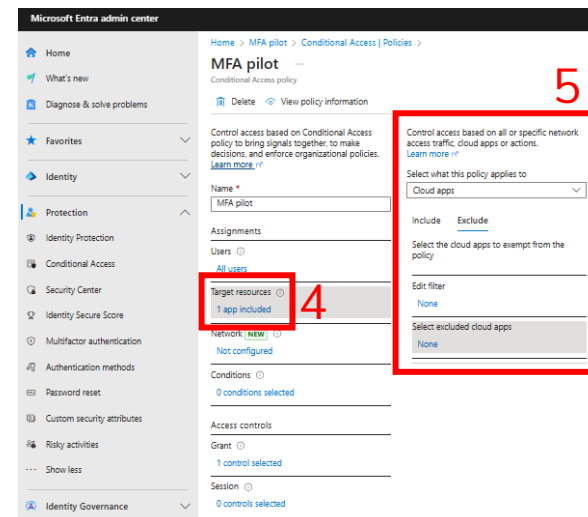 Microsoft Entra admin center
Home
What's new
Diagnose & solve problems
Favorites
Identity
Protection
Identity Protection
Conditional Access
Security Center
Identity Secure Score
Multifactor authentication
Authentication methods
Password reset
Custom security attributes
Risky activities
Show less
Identity Governance
Home > MFA pilot > Conditional Access | Policies >
MFA pilot ...
Conditional Access policy
Delete View policy information
Control access based on Conditional Access
policy to bring signals together, to make
decisions, and enforce organizational policies.
Learn more
Name *
MFA pilot
Assignments
Users
All users
Target resources
1 app included
4
Network NEW
Not configured
Conditions
0 conditions selected
Access controls
Grant
1 control selected
Session
0 controls selected
5
Control access based on all or specific network
access traffic, cloud apps or actions.
Learn more
Select what this policy applies to
Cloud apps
Include Exclude
Select the cloud apps to exempt from the
policy
Edit filter
None
Select excluded cloud apps
None